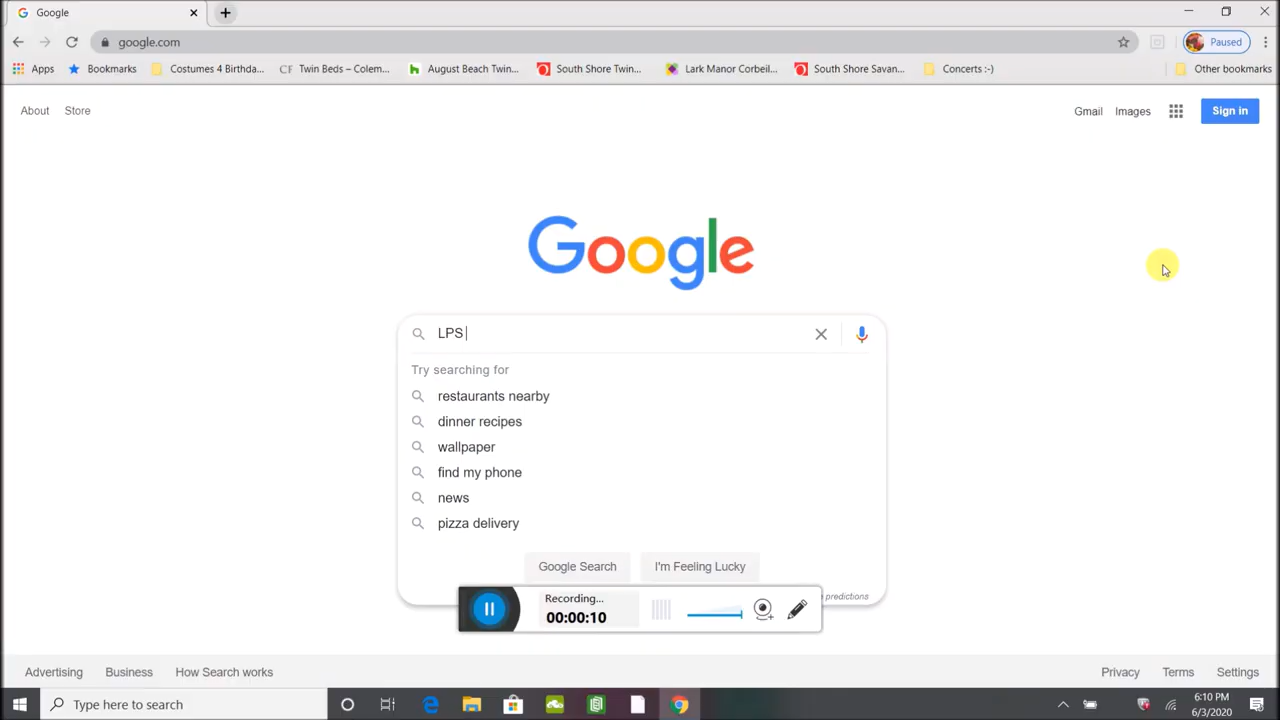 Google
google.com
Paused
Apps
Bookmarks
Costumes 4 Birthda...
CF Twin Beds – Colem...
August Beach Twin...
South Shore Twin...
Lark Manor Corbeil...
South Shore Savan...
Concerts :-)
Other bookmarks
About
Store
Gmail
Images
Sign in
Google
LPS
Try searching for
restaurants nearby
dinner recipes
wallpaper
find my phone
news
pizza delivery
Google Search
I'm Feeling Lucky
predictions
Recording...
00:00:10
Advertising
Business
How Search works
Privacy
Terms
Settings
Type here to search
6:10 PM
6/3/2020